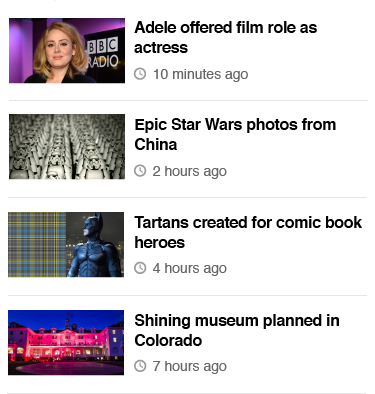 BBC
RADIO
Adele offered film role as
actress
10 minutes ago
Epic Star Wars photos from
China
2 hours ago
Tartans created for comic book
heroes
4 hours ago
Shining museum planned in
Colorado
7 hours ago